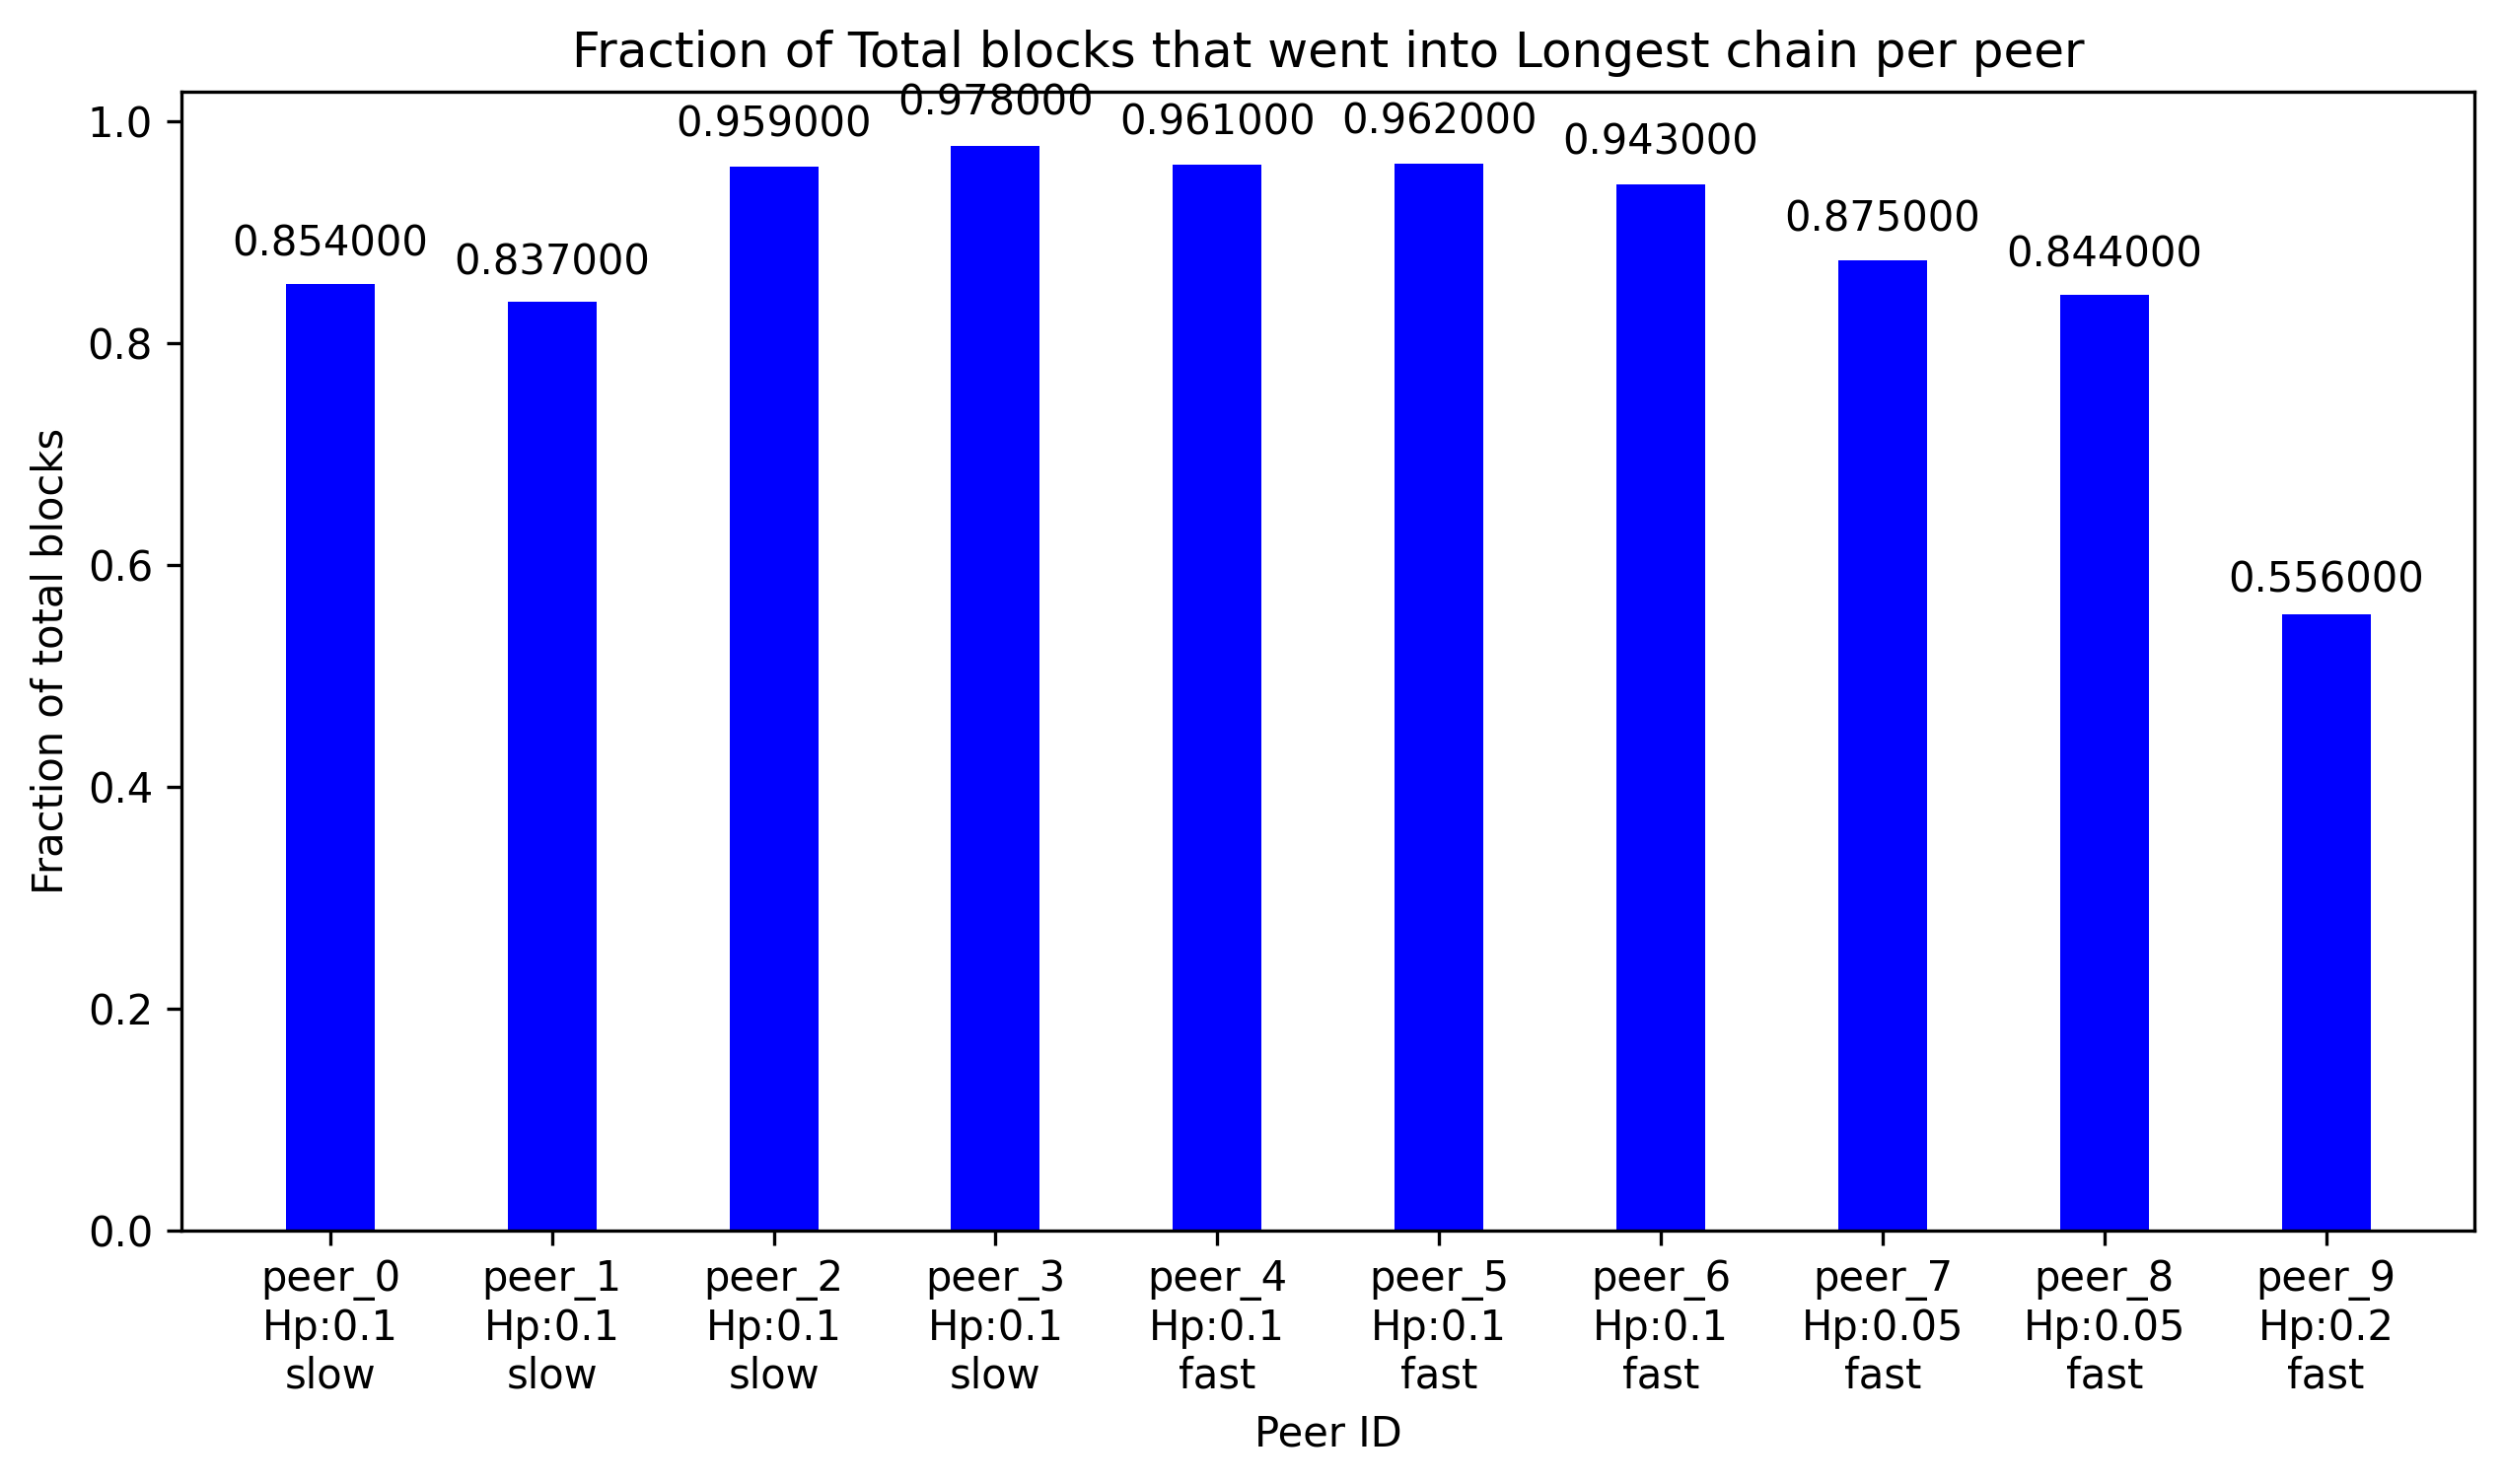 Fraction of Total blocks that went into Longest chain per peer
Fraction of total blocks
1.0
0.8
0.6
0.4
0.2
0.0
0.854000
0.837000
0.959000
0.978000
0.961000
0.962000
0.943000
0.875000
0.844000
0.556000
peer_0
Hp:0.1
slow
peer_1
Hp:0.1
slow
peer_2
Hp:0.1
slow
peer_3
Hp:0.1
slow
peer_4
Hp:0.1
fast
peer_5
Hp:0.1
fast
peer_6
Hp:0.1
fast
peer_7
Hp:0.05
fast
peer_8
Hp:0.05
fast
peer_9
Hp:0.2
fast
Peer ID